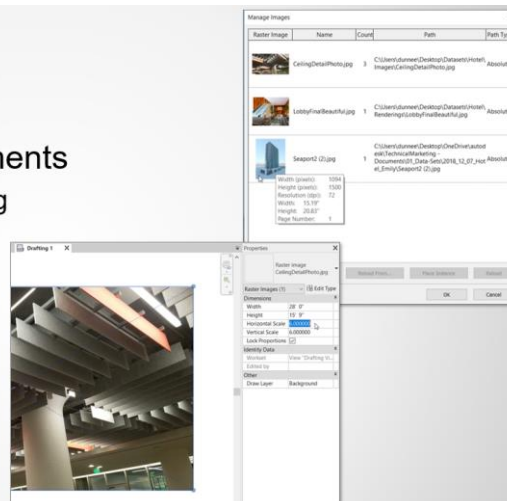 Manage Images
Raster Image Name Count Path Path Ty
CeilingDetailPhoto.jpg 3 C:\Users\dunnee\Desktop\Datasets\Hotel\
Images\CeilingDetailPhoto.jpg Absolut
LobbyFinalBeautiful.jpg 1 C:\Users\dunnee\Desktop\Datasets\Hotel\
Renderings\LobbyFinalBeautiful.jpg Absolut
Seaport2 (2).jpg 1 C:\Users\dunnee\Desktop\OneDrive\autod
esk\TechnicalMarketing -
Documents\01_Data-Sets\2018_12_07_Hot
el_Emily\Seaport2 (2).jpg Absolut
Width (pixels): 1094
Height (pixels): 1500
Resolution (dpi): 72
Width: 15.19"
Height: 20.83"
Page Number: 1
Reload From... Place Instance Reload
OK Cancel
nents
g
Drafting 1 X
Properties X
Raster Image
CeilingDetailPhoto.jpg
Raster Images (1) Edit Type
Dimensions
Width 28' 0"
Height
Horizontal Scale
Vertical Scale 6.000000
Lock Proportions
Identity Data
Workset View "Drafting Vi...
Edited by
Other
Draw Layer Background